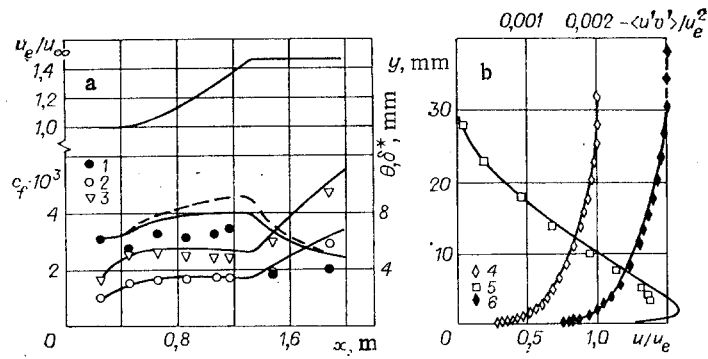 0,001 0,002 −⟨u'v'⟩/u_e^2
u_e/u_∞
1,4
1,2
1,0
a
y, mm
b
θ, δ*, mm
c_f·10^3
4
2
0
1
2
3
8
4
0,8
1,6
x, m
30
20
10
0
4
5
6
0,5
1,0
u/u_e